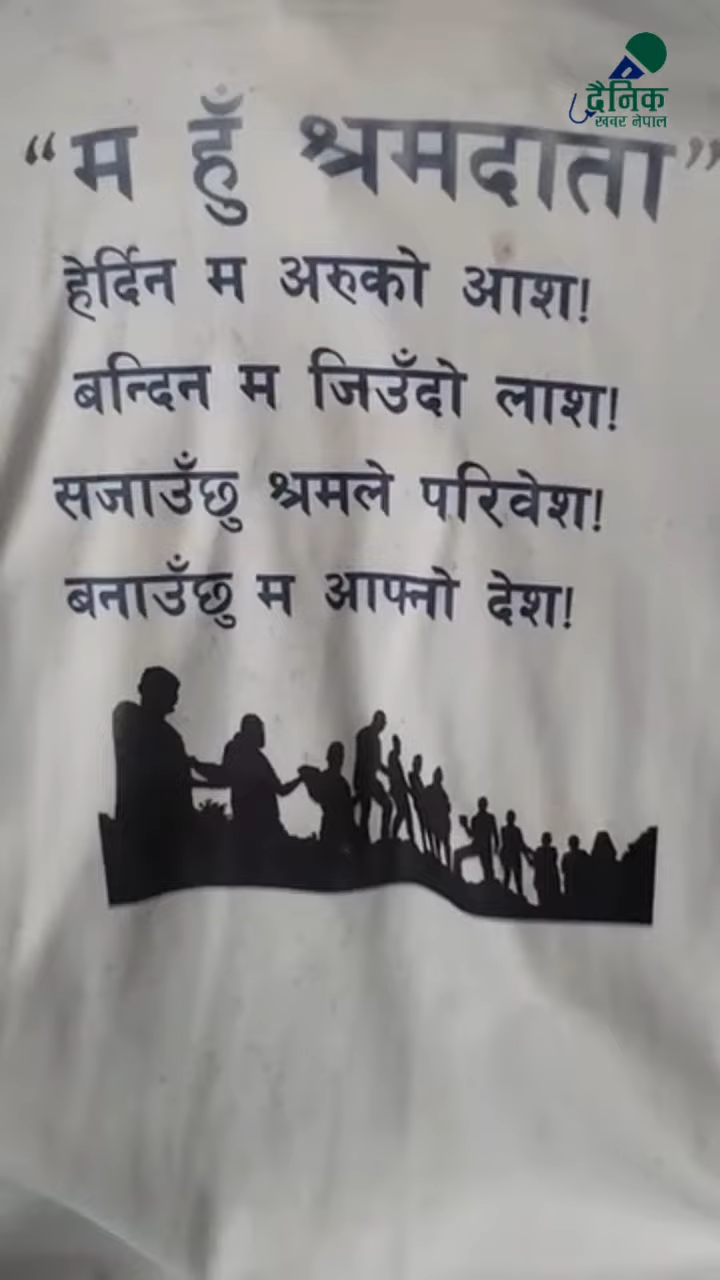 दैनिक
खबर नेपाल
“म हुँ श्रमदाता”
हेर्दिन म अरुको आश!
बन्दिन म जिउँदो लाश!
सजाउँछु श्रमले परिवेश!
बनाउँछु म आफ्नो देश!